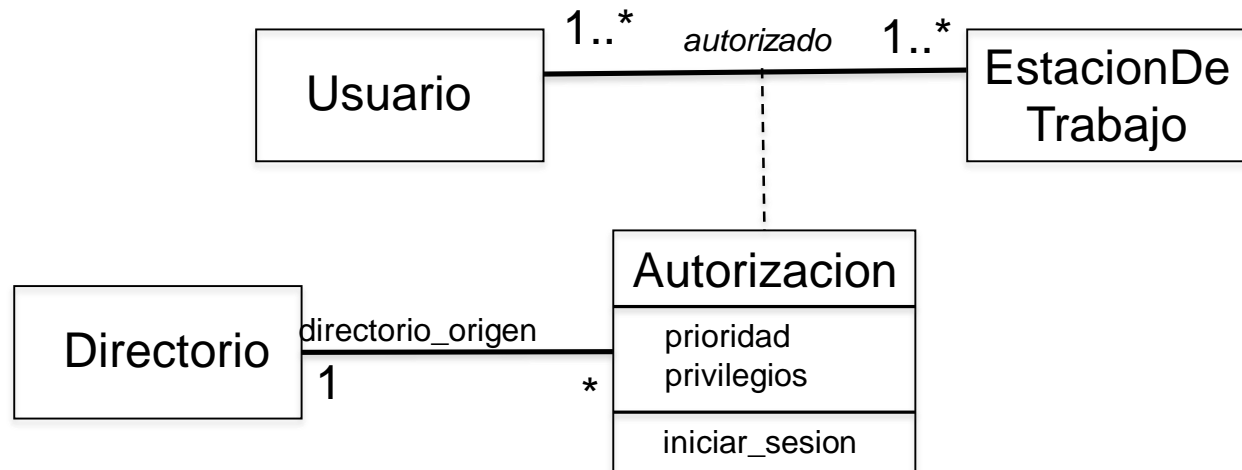 1..*
autorizado
1..*
Usuario
EstacionDe
Trabajo
Autorizacion
directorio_origen
Directorio
prioridad
privilegios
1
*
iniciar_sesion